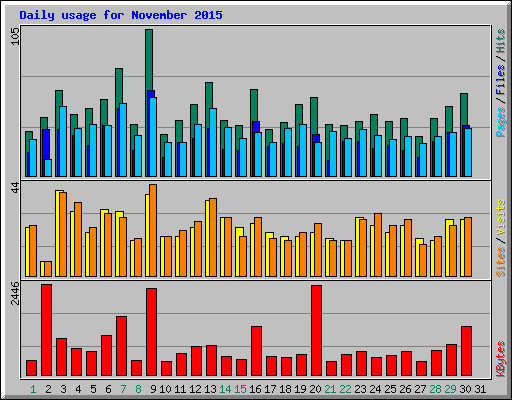 Daily usage for November 2015
105
Pages / Files / Hits
44
Sites / Visits
2446
KBytes
1 2 3 4 5 6 7 8 9 10 11 12 13 14 15 16 17 18 19 20 21 22 23 24 25 26 27 28 29 30 31